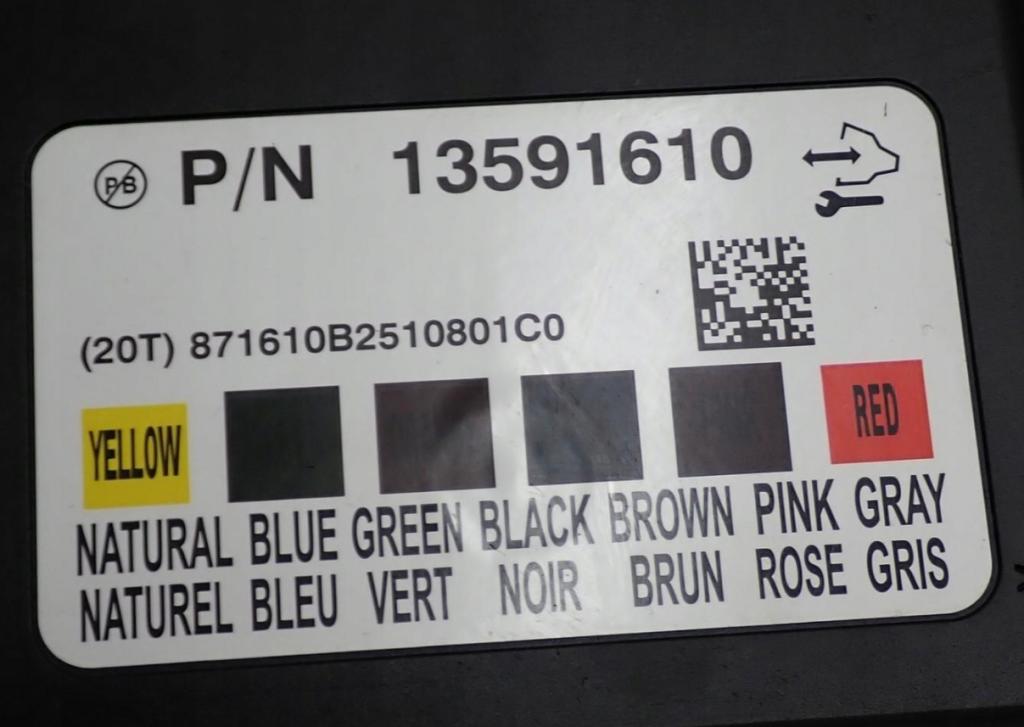 PB P/N 13591610
(20T) 871610B2510801C0
YELLOW RED
NATURAL BLUE GREEN BLACK BROWN PINK GRAY
NATUREL BLEU VERT NOIR BRUN ROSE GRIS